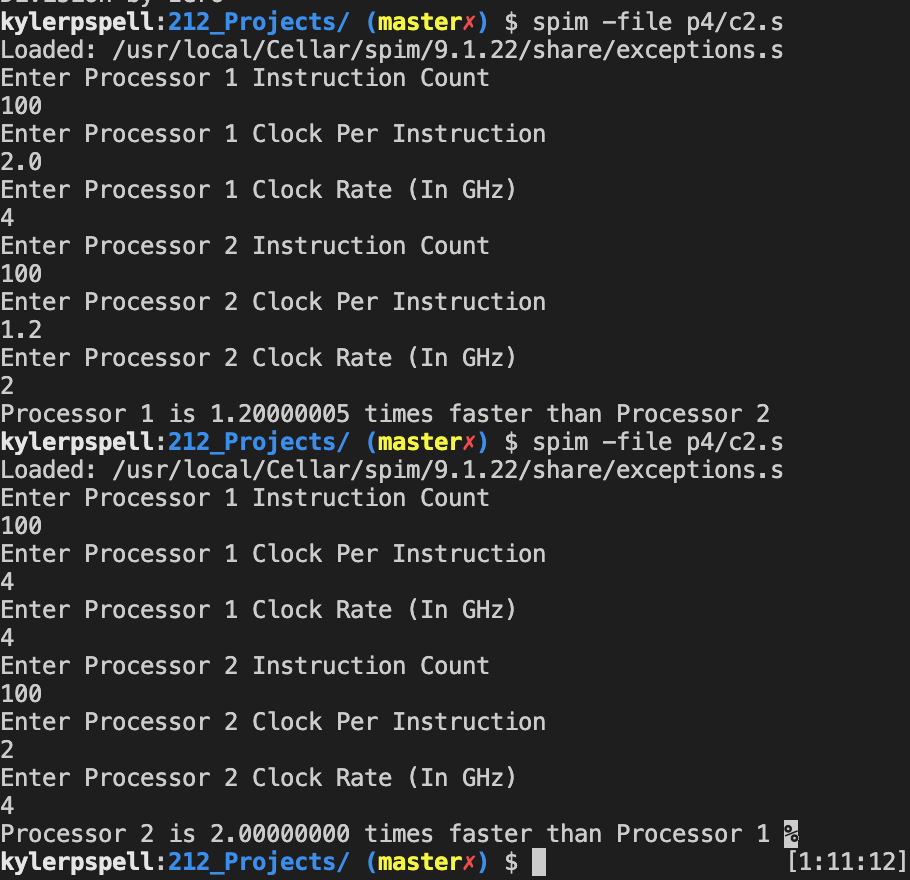 kylerpspell:212_Projects/ (master✗) $ spim -file p4/c2.s
Loaded: /usr/local/Cellar/spim/9.1.22/share/exceptions.s
Enter Processor 1 Instruction Count
100
Enter Processor 1 Clock Per Instruction
2.0
Enter Processor 1 Clock Rate (In GHz)
4
Enter Processor 2 Instruction Count
100
Enter Processor 2 Clock Per Instruction
1.2
Enter Processor 2 Clock Rate (In GHz)
2
Processor 1 is 1.20000005 times faster than Processor 2
kylerpspell:212_Projects/ (master✗) $ spim -file p4/c2.s
Loaded: /usr/local/Cellar/spim/9.1.22/share/exceptions.s
Enter Processor 1 Instruction Count
100
Enter Processor 1 Clock Per Instruction
4
Enter Processor 1 Clock Rate (In GHz)
4
Enter Processor 2 Instruction Count
100
Enter Processor 2 Clock Per Instruction
2
Enter Processor 2 Clock Rate (In GHz)
4
Processor 2 is 2.00000000 times faster than Processor 1 %
kylerpspell:212_Projects/ (master✗) $ [1:11:12]